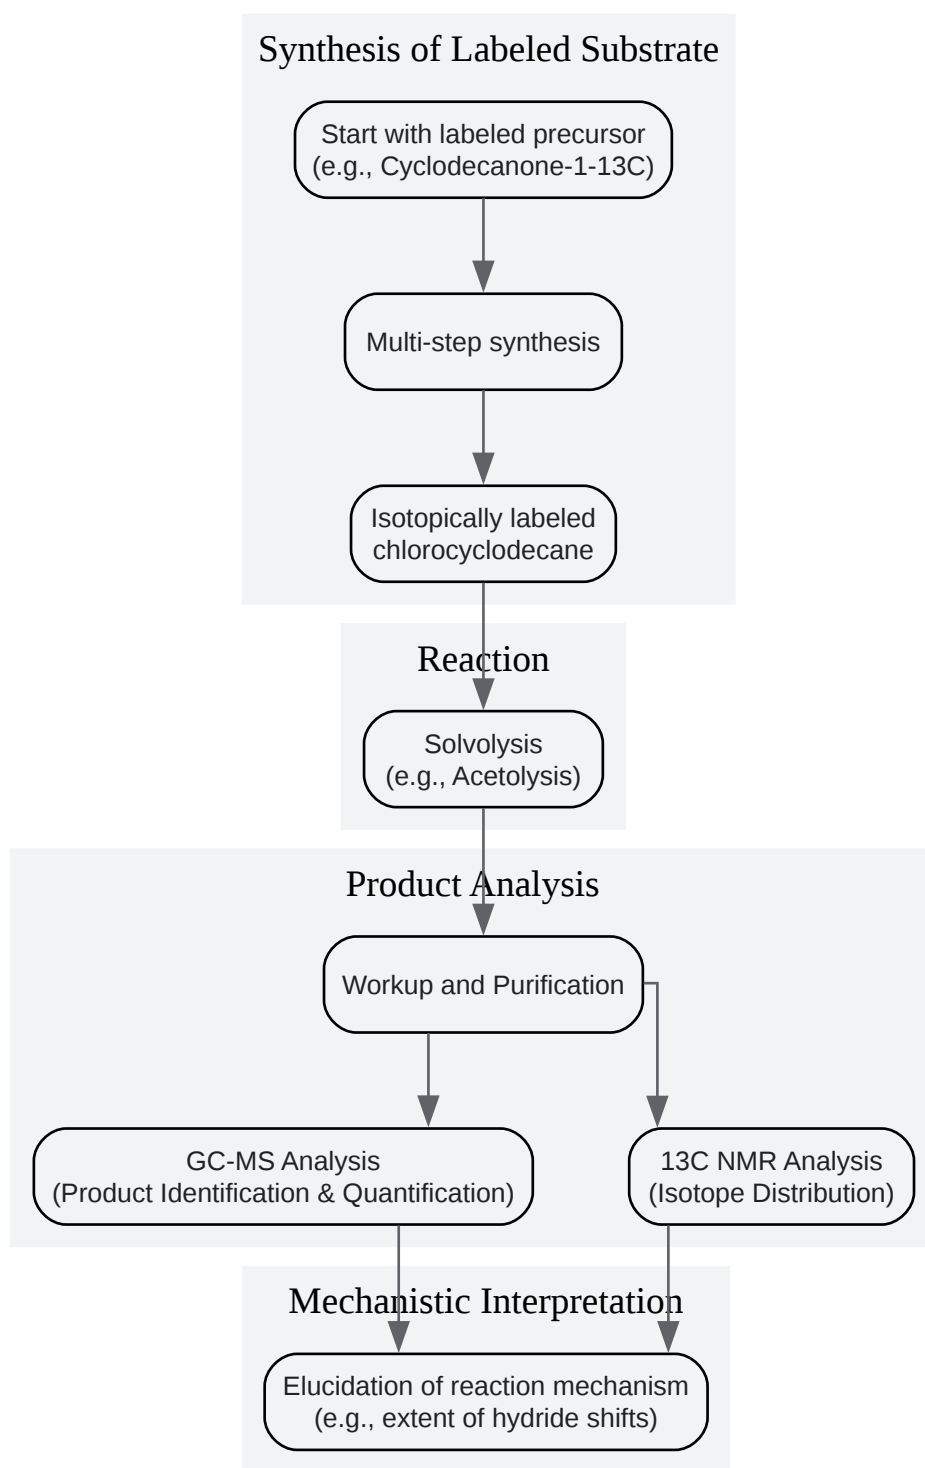 Synthesis of Labeled Substrate
Start with labeled precursor
(e.g., Cyclodecanone-1-13C)
Multi-step synthesis
Isotopically labeled
chlorocyclodecane
Reaction
Solvolysis
(e.g., Acetolysis)
Product Analysis
Workup and Purification
GC-MS Analysis
(Product Identification & Quantification)
13C NMR Analysis
(Isotope Distribution)
Mechanistic Interpretation
Elucidation of reaction mechanism
(e.g., extent of hydride shifts)